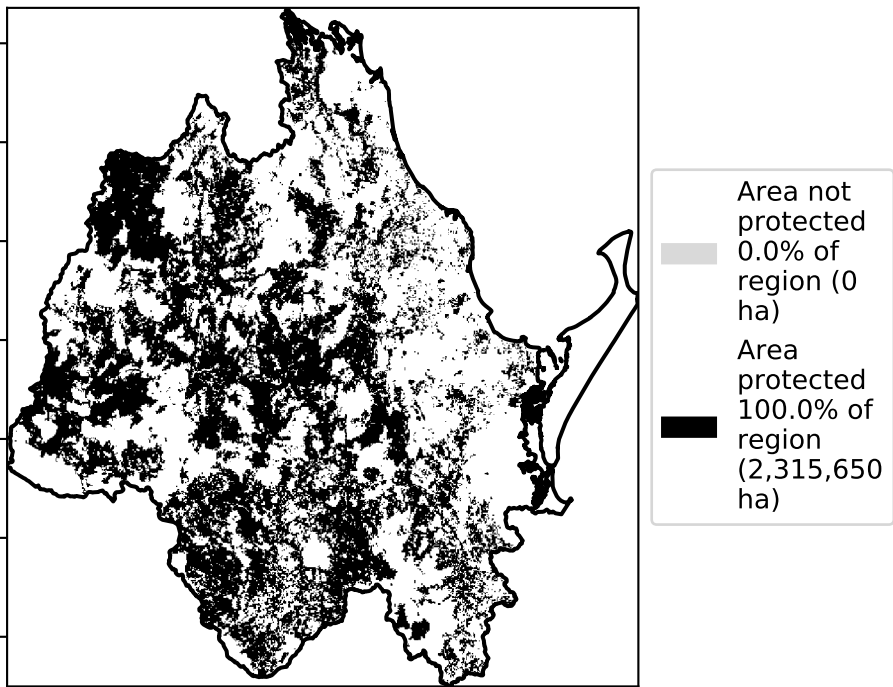 Area not
protected
0.0% of
region (0
ha)
Area
protected
100.0% of
region
(2,315,650
ha)